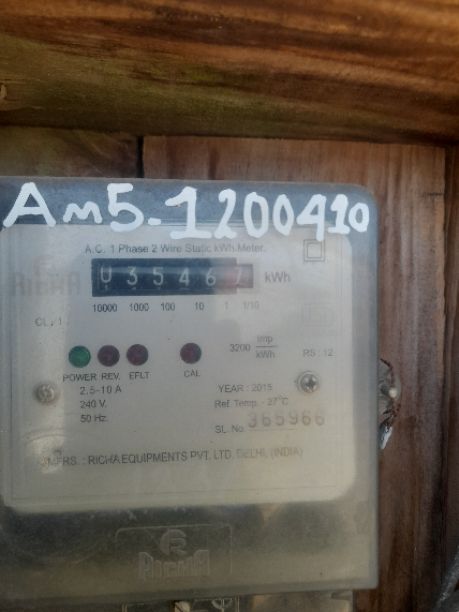 Am5-1200410
A.C. 1 Phase 2 Wire Static kWh Meter.
RICHA
03546 kWh
10000 1000 100 10 1 1/10
CL. 1
3200 imp/kWh
RS : 12
POWER REV. EFLT CAL
2.5-10 A
240 V.
50 Hz.
YEAR : 2015
Ref. Temp. - 27°C
SL. No. 365966
MFRS. : RICHA EQUIPMENTS PVT. LTD. DELHI, (INDIA)
RICHA